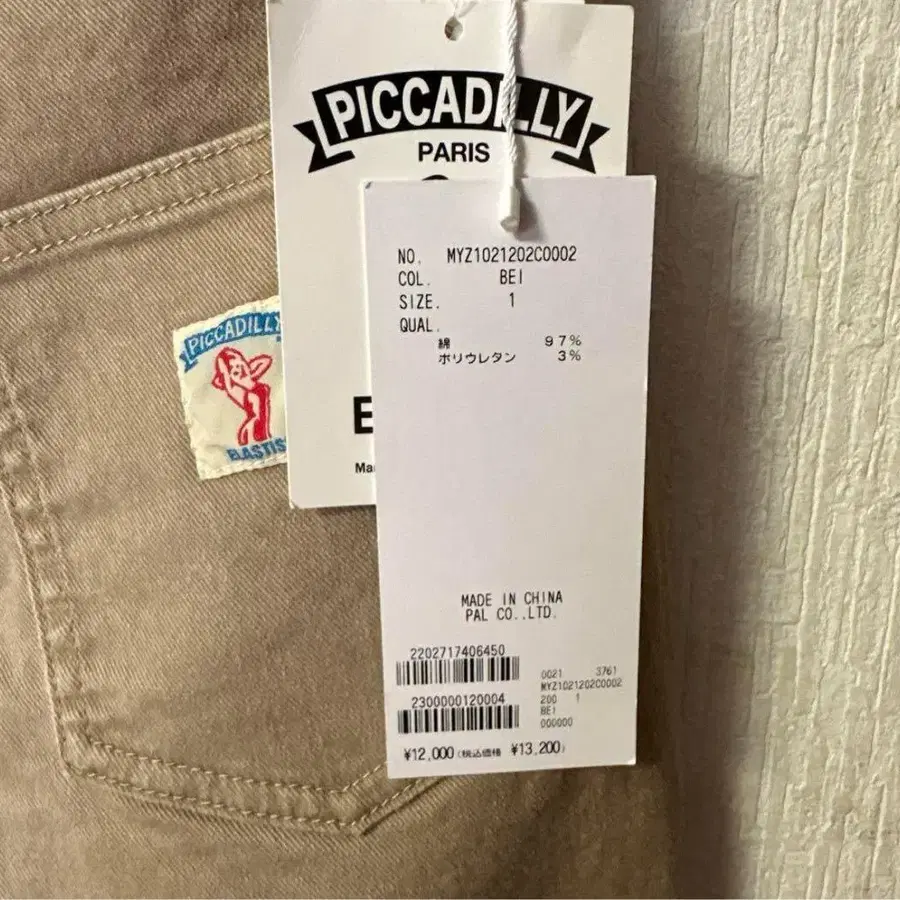 PICCADILLY
PARIS
NO. MYZ1021202C0002
COL. BEI
SIZE. 1
QUAL.
綿 97%
ポリウレタン 3%
PICCADILLY
MADE IN CHINA
PAL CO.,LTD.
2202717406450
0021 3761
MYZ1021202C0002
2300000120004
200 1
BEI
000000
¥12,000(税込価格 ¥13,200)